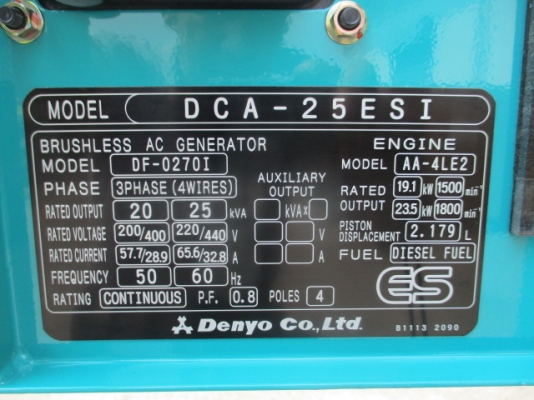 MODEL DCA-25ESI
BRUSHLESS AC GENERATOR
MODEL DF-0270I
PHASE 3PHASE (4WIRES)
RATED OUTPUT 20 25 kVA
RATED VOLTAGE 200/400 220/440 V
RATED CURRENT 57.7/28.9 65.6/32.8 A
FREQUENCY 50 60 Hz
RATING CONTINUOUS P.F. 0.8 POLES 4
AUXILIARY
OUTPUT
kVA×
V
A
ENGINE
MODEL AA-4LE2
RATED OUTPUT 19.1 kW 1500 min⁻¹
23.5 kW 1800 min⁻¹
PISTON
DISPLACEMENT 2.179 L
FUEL DIESEL FUEL
ES
Denyo Co., Ltd.
81113 2090